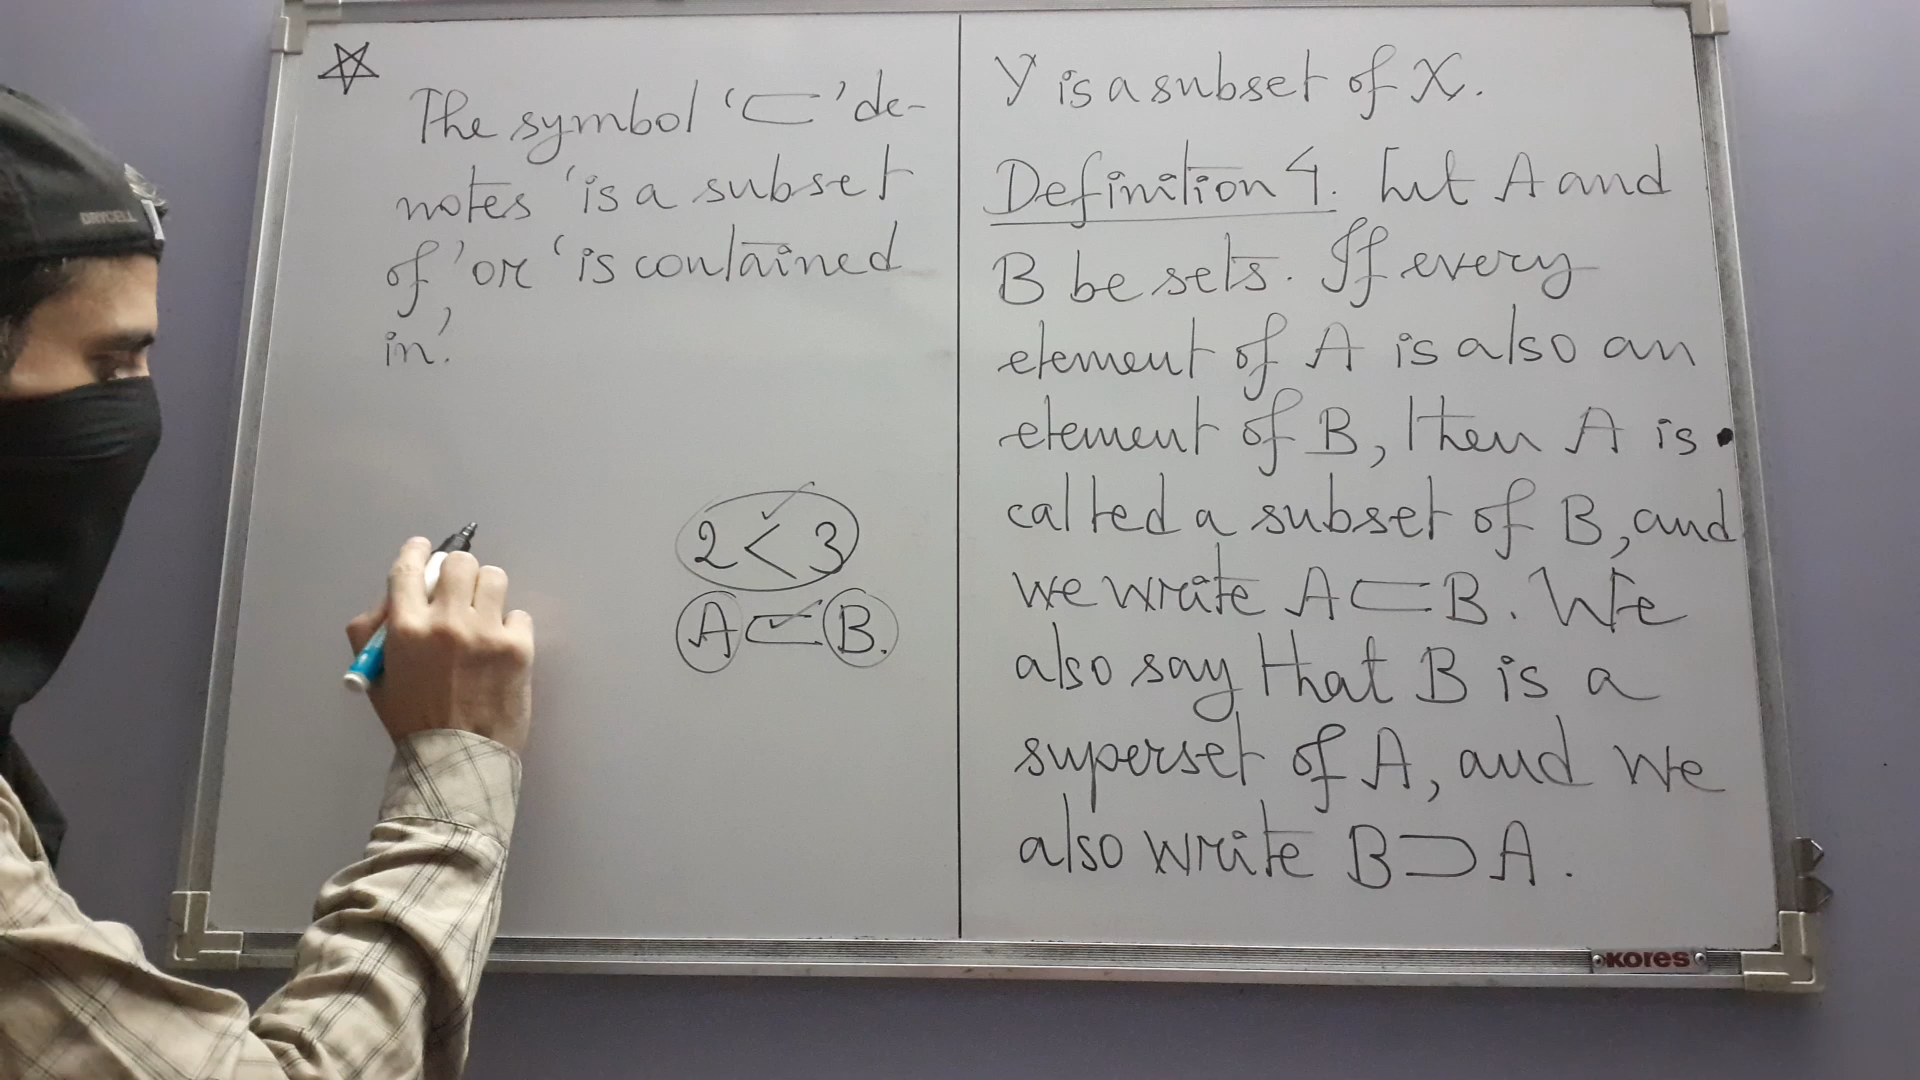 The symbol '⊂' de-
notes 'is a subset
of', or 'is contained
in'.
2 < 3
A ⊂ B.
Y is a subset of X.
Definition 4. Let A and
B be sets. If every
element of A is also an
element of B, then A is
called a subset of B, and
we write A ⊂ B. We
also say that B is a
superset of A, and we
also write B ⊃ A.
DRYCELL
kores